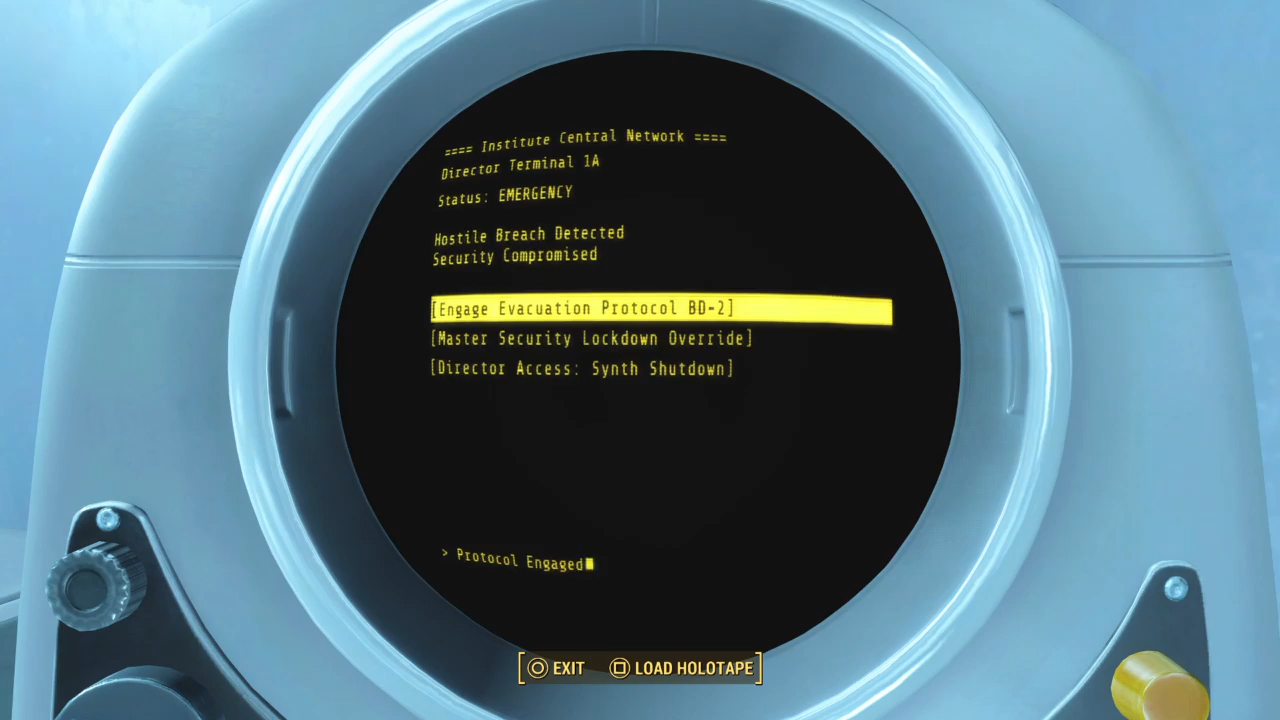 ==== Institute Central Network ====
Director Terminal 1A
Status: EMERGENCY
Hostile Breach Detected
Security Compromised
[Engage Evacuation Protocol BD-2]
[Master Security Lockdown Override]
[Director Access: Synth Shutdown]
> Protocol Engaged
EXIT LOAD HOLOTAPE